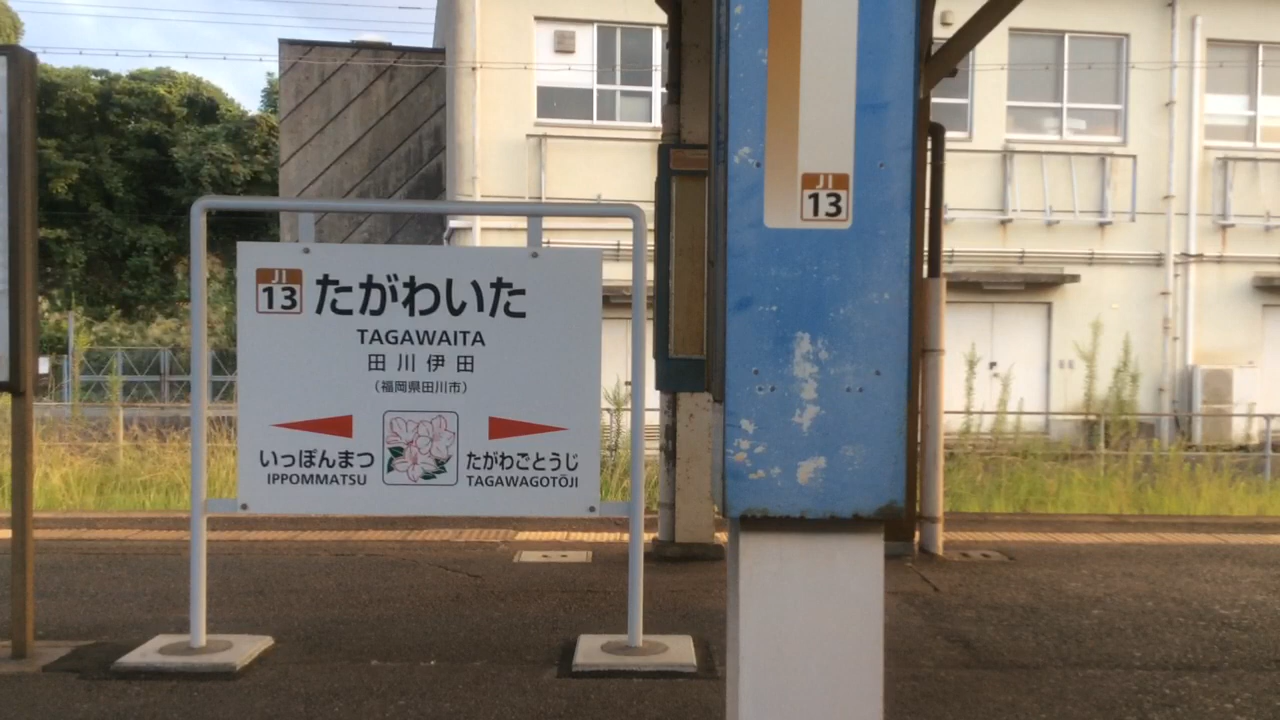 JI
13
たがわいた
TAGAWAITA
田川伊田
（福岡県田川市）
いっぽんまつ
IPPOMMATSU
たがわごとうじ
TAGAWAGOTŌJI
JI
13